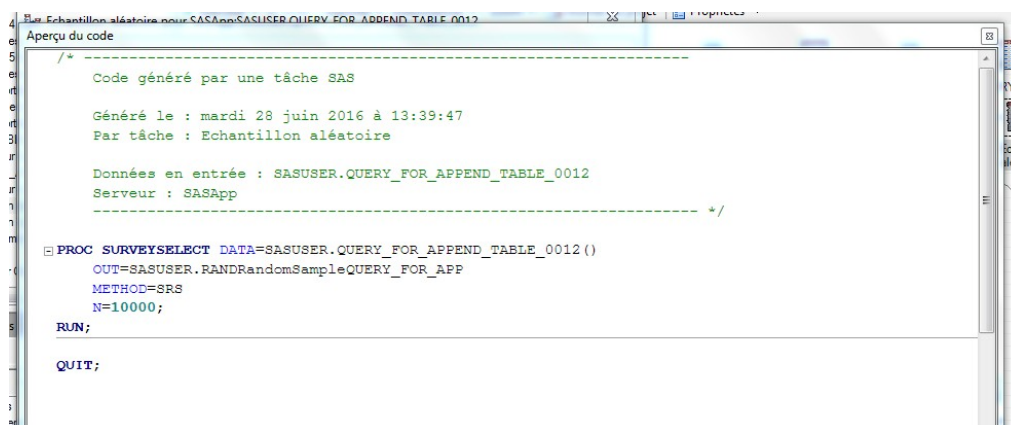 Echantillon aléatoire pour SASApp:SASUSER.QUERY_FOR_APPEND_TABLE_0012
Propriétés
Aperçu du code
/* -------------------------------------------------------------------
Code généré par une tâche SAS
Généré le : mardi 28 juin 2016 à 13:39:47
Par tâche : Echantillon aléatoire
Données en entrée : SASUSER.QUERY_FOR_APPEND_TABLE_0012
Serveur : SASApp
------------------------------------------------------------------- */
PROC SURVEYSELECT DATA=SASUSER.QUERY_FOR_APPEND_TABLE_0012()
OUT=SASUSER.RANDRandomSampleQUERY_FOR_APP
METHOD=SRS
N=10000;
RUN;
QUIT;